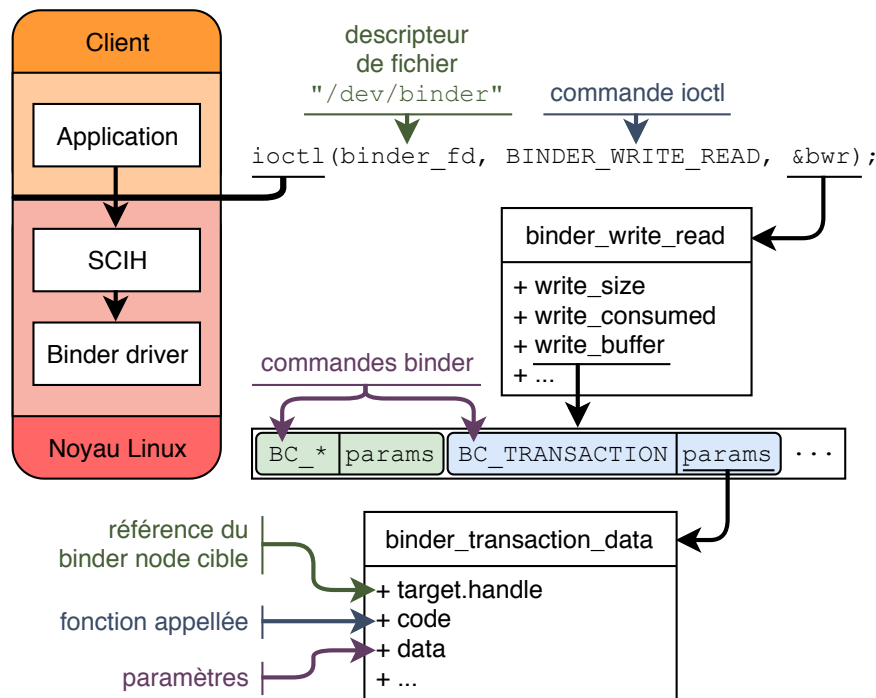 Client
Application
SCIH
Binder driver
Noyau Linux
descripteur
de fichier
"/dev/binder"
commande ioctl
ioctl(binder_fd, BINDER_WRITE_READ, &bwr);
binder_write_read
+ write_size
+ write_consumed
+ write_buffer
+ ...
commandes binder
BC_* params BC_TRANSACTION params ...
référence du
binder node cible
fonction appellée
paramètres
binder_transaction_data
+ target.handle
+ code
+ data
+ ...